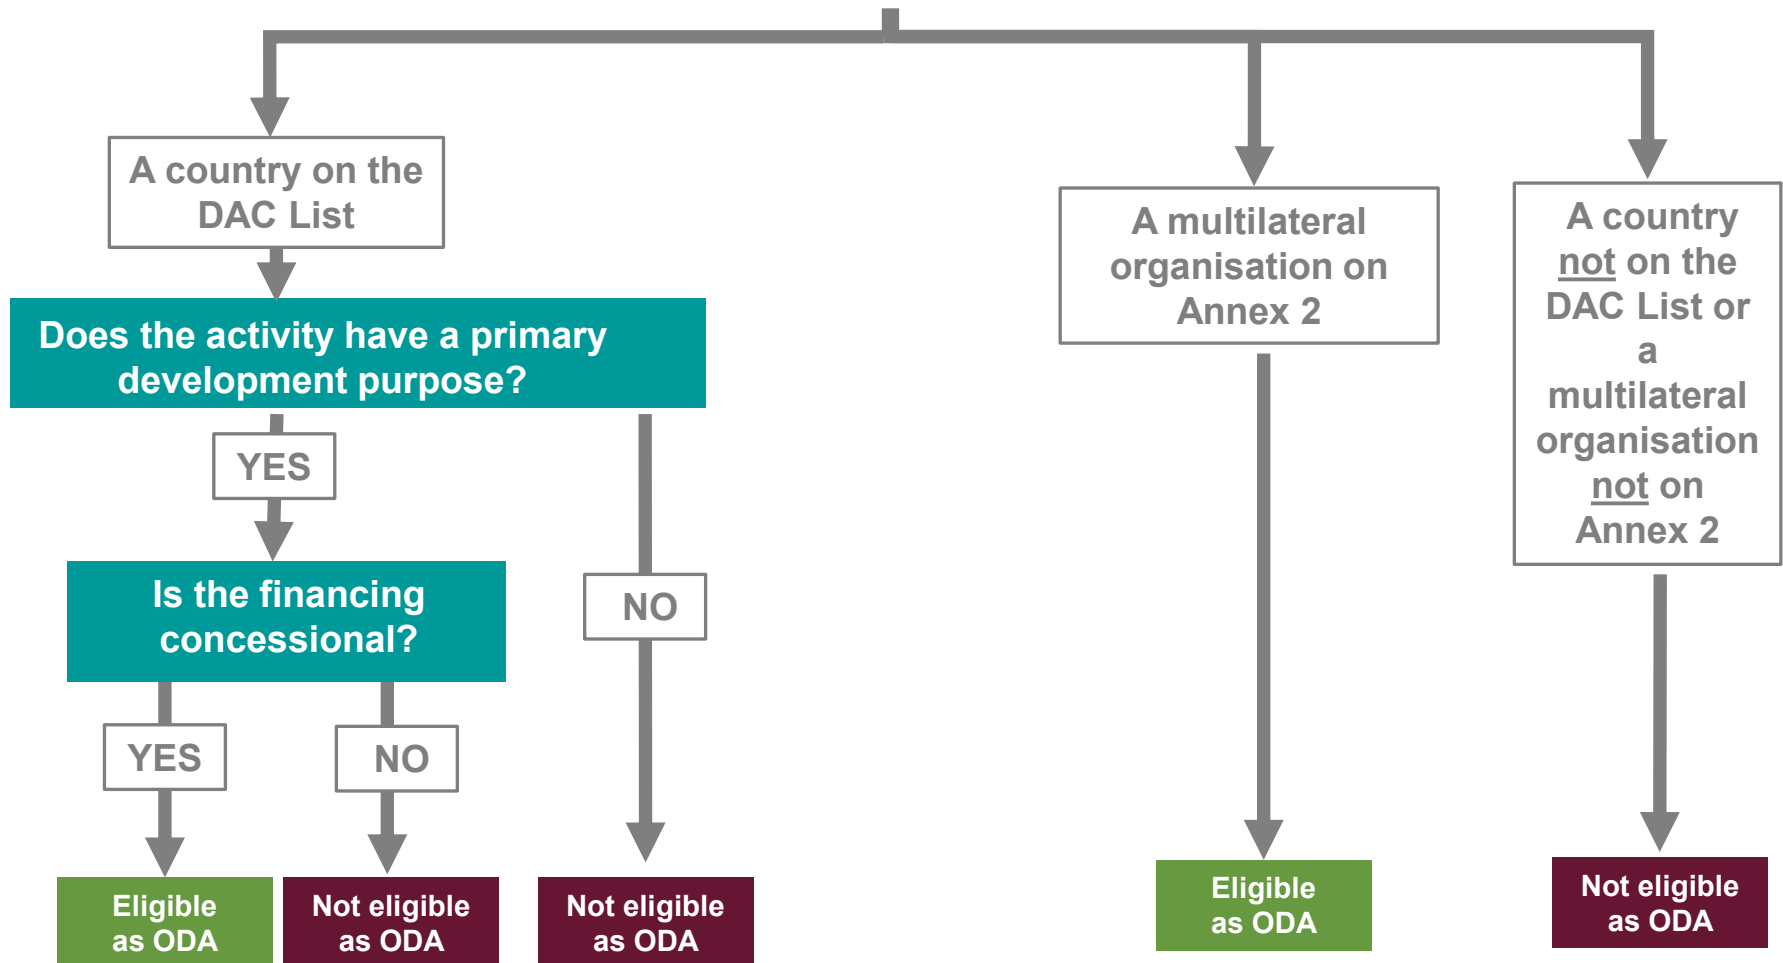 A country on the
DAC List
Does the activity have a primary
development purpose?
YES
NO
Is the financing
concessional?
YES
NO
Eligible
as ODA
Not eligible
as ODA
Not eligible
as ODA
A multilateral
organisation on
Annex 2
Eligible
as ODA
A country
not on the
DAC List or
a
multilateral
organisation
not on
Annex 2
Not eligible
as ODA